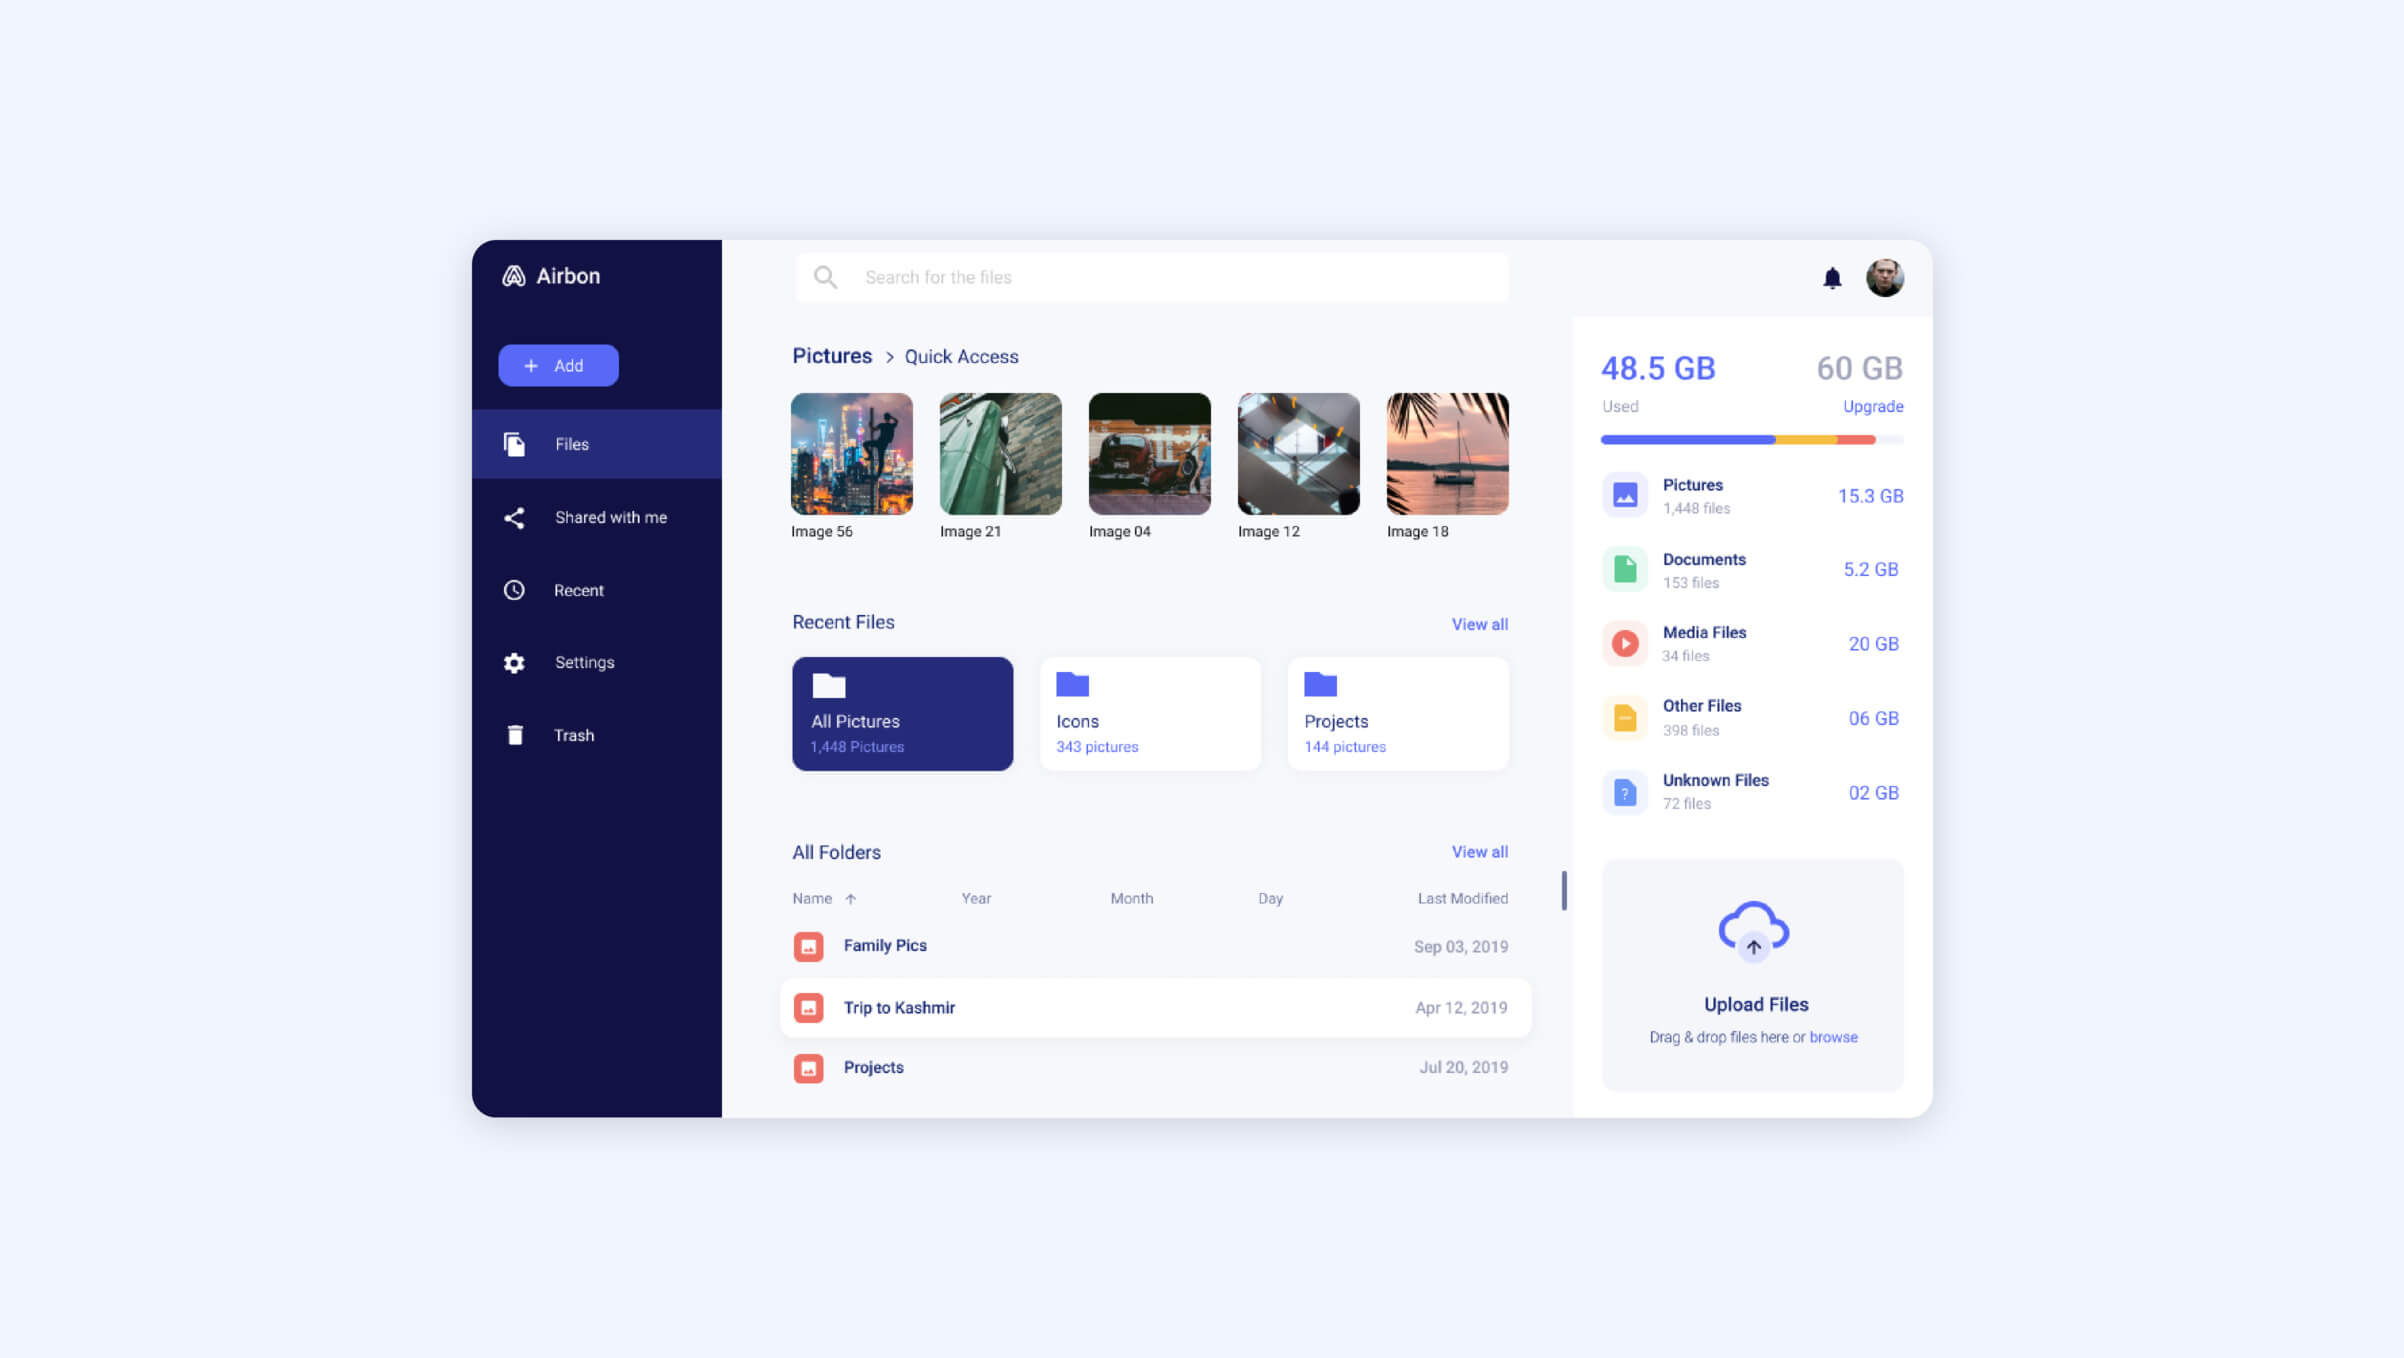 Airbon
Add
Files
Shared with me
Recent
Settings
Trash
Search for the files
Pictures > Quick Access
Image 56
Image 21
Image 04
Image 12
Image 18
Recent Files
View all
All Pictures
1,448 Pictures
Icons
343 pictures
Projects
144 pictures
All Folders
View all
Name Year Month Day Last Modified
Family Pics Sep 03, 2019
Trip to Kashmir Apr 12, 2019
Projects Jul 20, 2019
48.5 GB 60 GB
Used Upgrade
Pictures
1,448 files
15.3 GB
Documents
153 files
5.2 GB
Media Files
34 files
20 GB
Other Files
398 files
06 GB
?
Unknown Files
72 files
02 GB
Upload Files
Drag & drop files here or browse